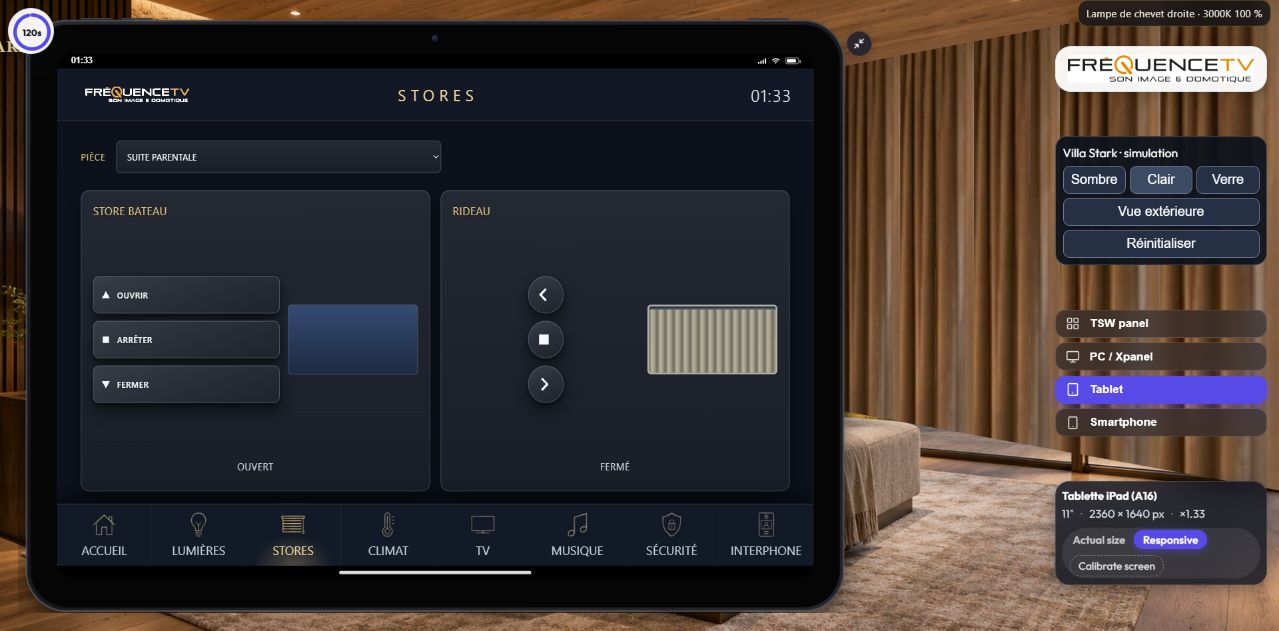 120s
Lampe de chevet droite · 3000K 100 %
01:33
FRÉQUENCETV
SON IMAGE & DOMOTIQUE
STORES
01:33
PIÈCE
SUITE PARENTALE
STORE BATEAU
OUVRIR
ARRÊTER
FERMER
OUVERT
RIDEAU
FERMÉ
ACCUEIL
LUMIÈRES
STORES
CLIMAT
TV
MUSIQUE
SÉCURITÉ
INTERPHONE
FRÉQUENCETV
SON IMAGE & DOMOTIQUE
Villa Stark · simulation
Sombre
Clair
Verre
Vue extérieure
Réinitialiser
TSW panel
PC / Xpanel
Tablet
Smartphone
Tablette iPad (A16)
11" · 2360 × 1640 px · ×1.33
Actual size
Responsive
Calibrate screen